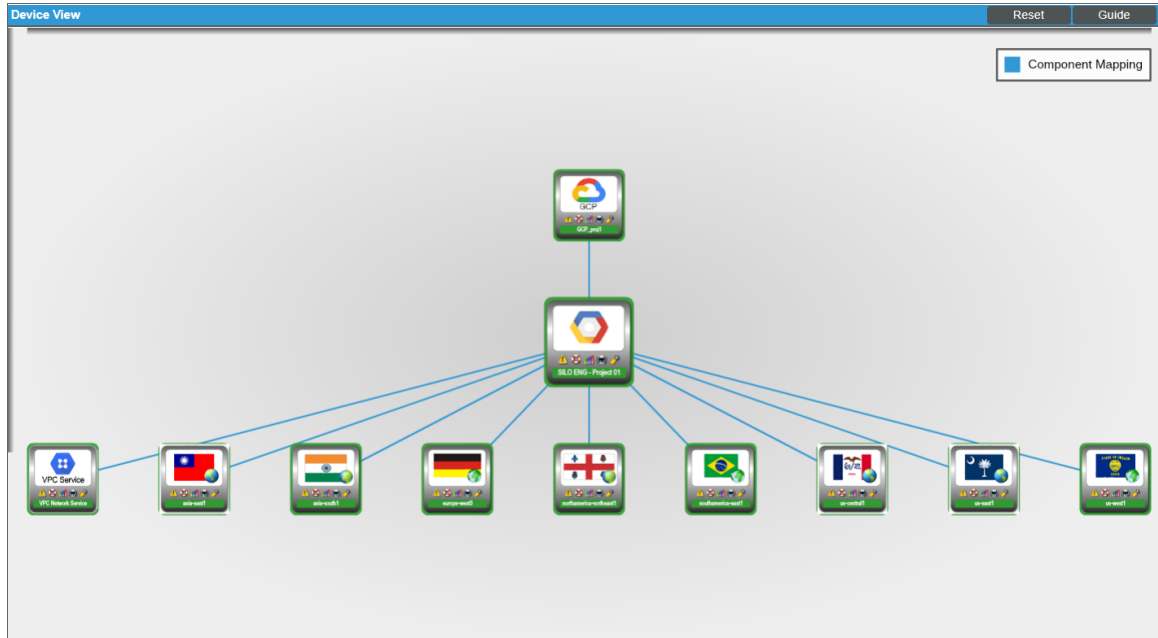 Device View
Reset
Guide
Component Mapping
GCP
GCP_proj1
SILO ENG - Project 01
VPC Service
VPC Network Service
asia-east1
asia-south1
europe-west3
northamerica-northeast1
southamerica-east1
us-central1
us-east1
us-west1